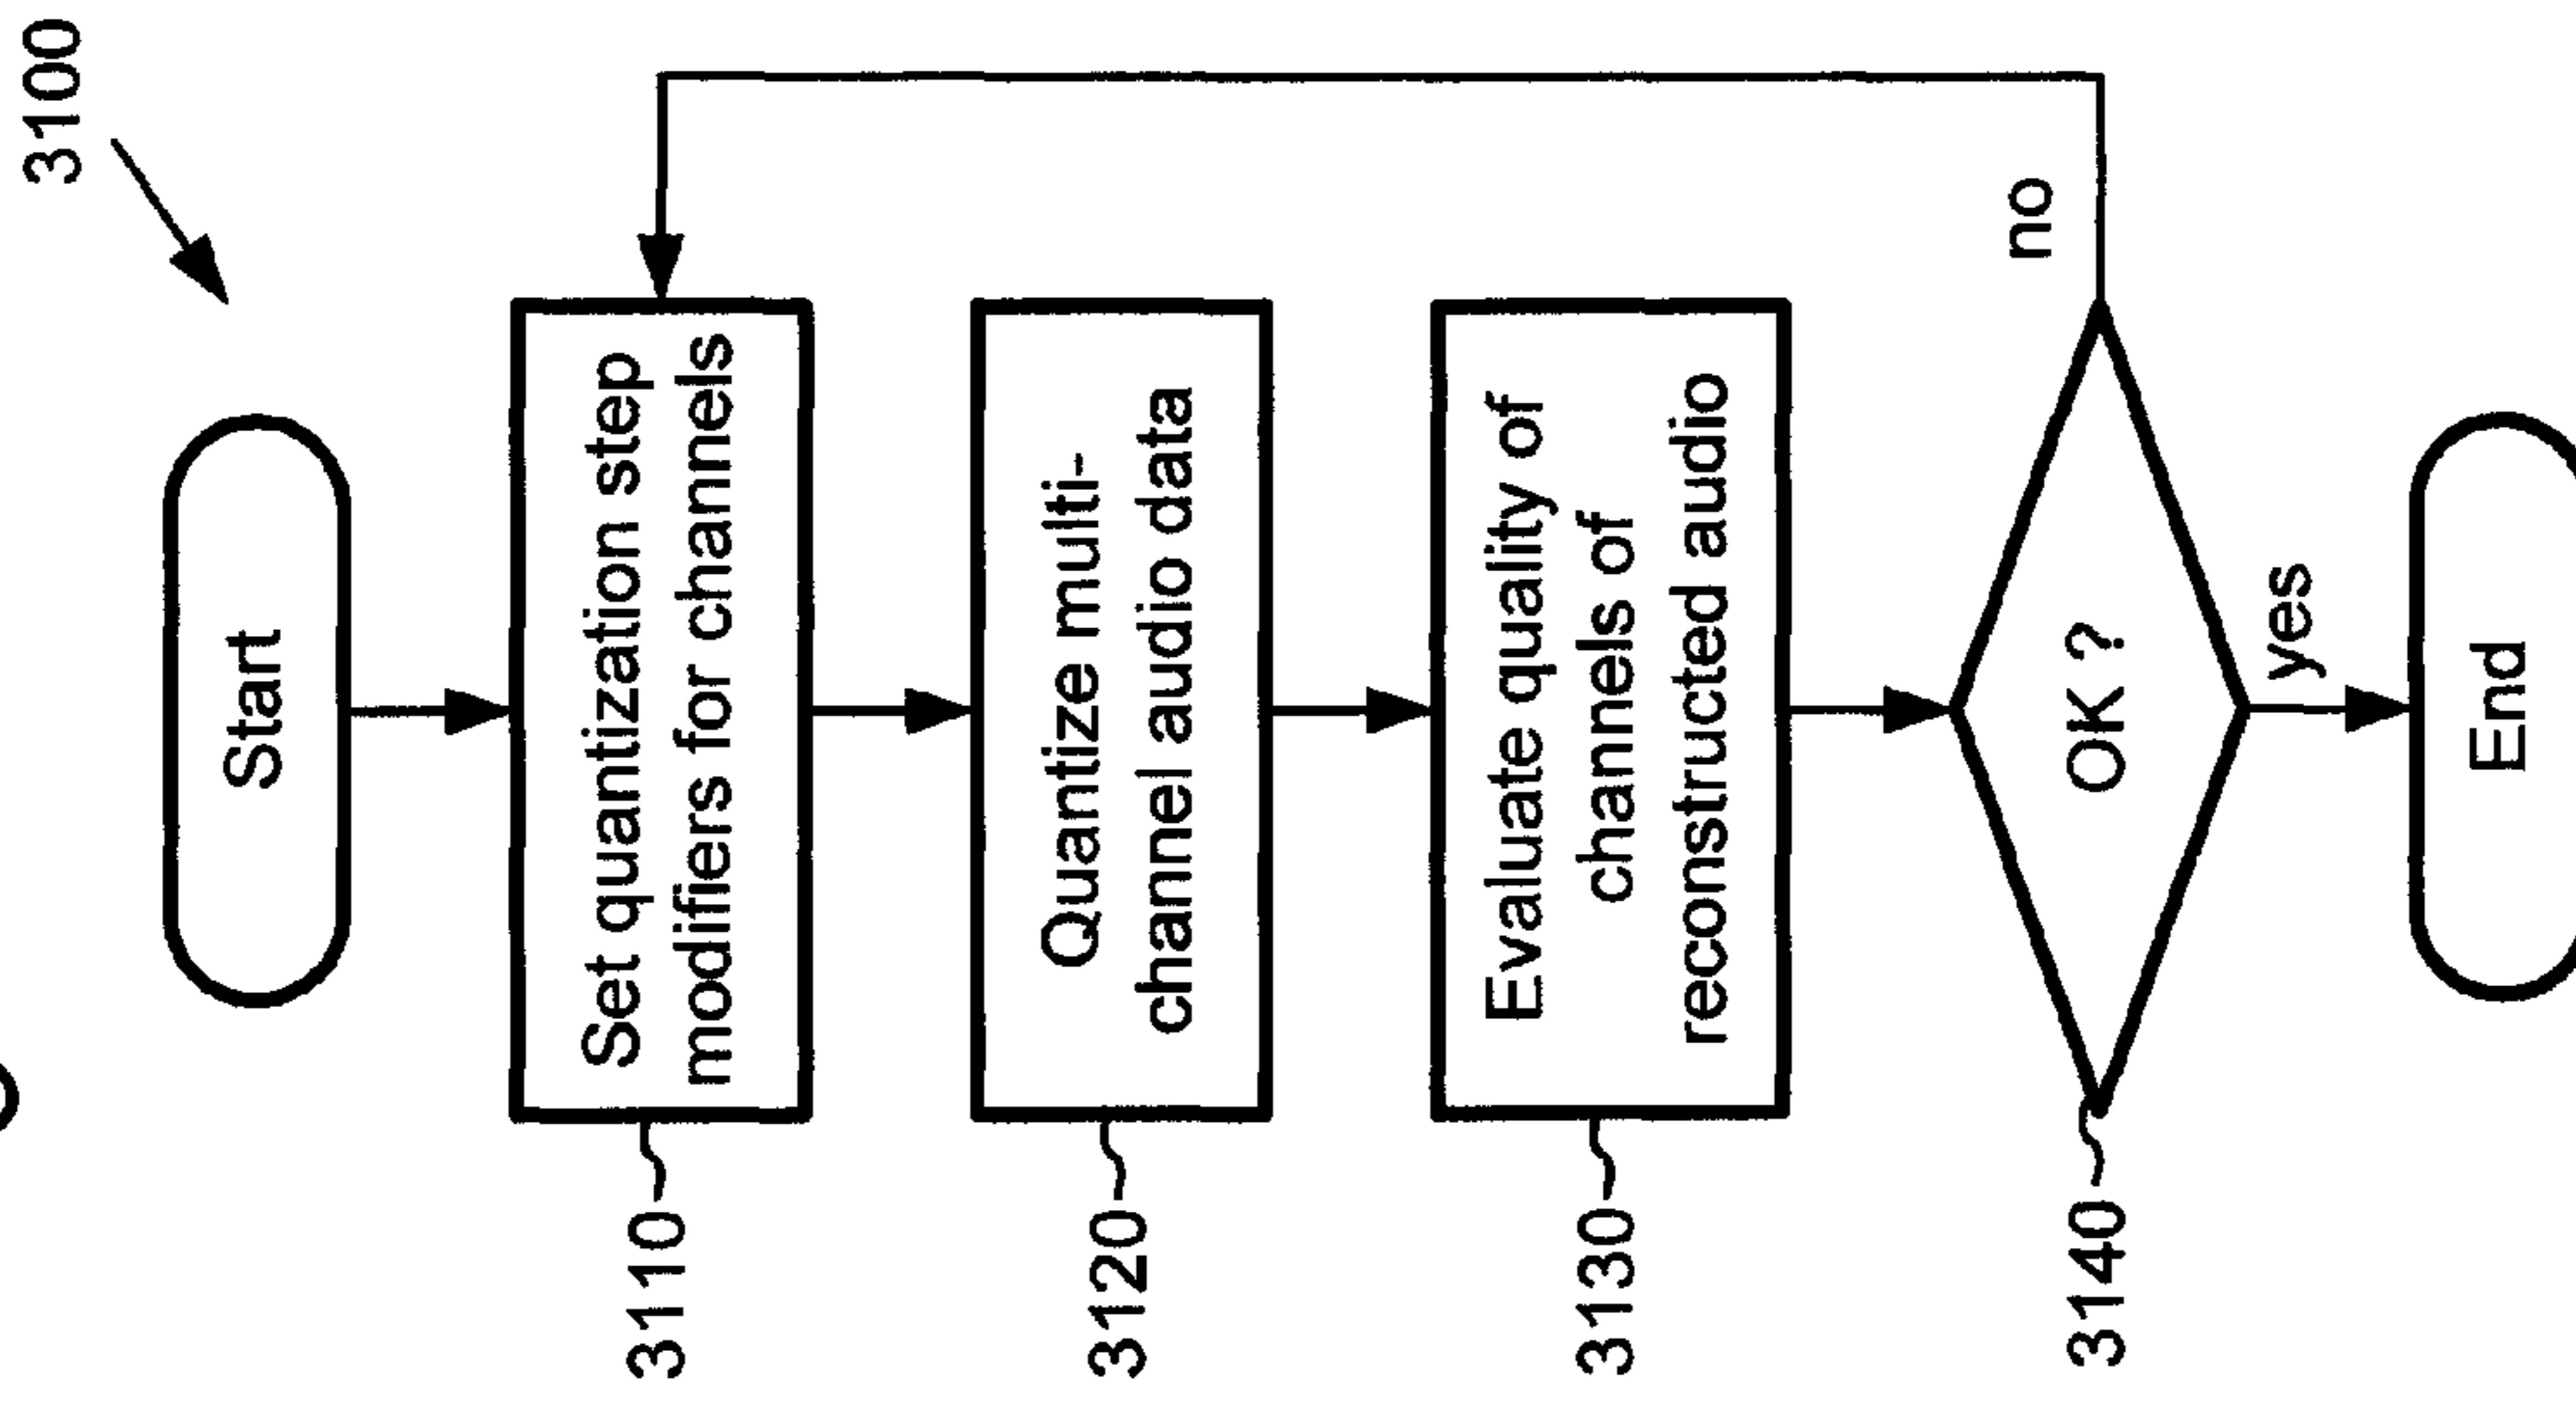 3100
Start
Set quantization step
modifiers for channels
3110
Quantize multi-
channel audio data
3120
Evaluate quality of
channels of
reconstructed audio
3130
OK ?
no
3140
yes
End